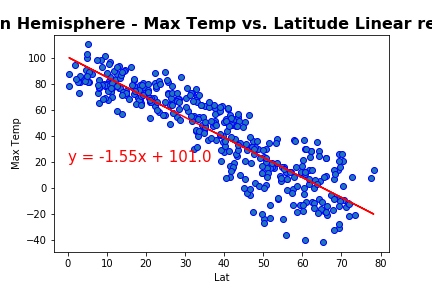 n Hemisphere - Max Temp vs. Latitude Linear re
100
80
60
40
20
0
−20
−40
Max Temp
y = -1.55x + 101.0
0 10 20 30 40 50 60 70 80
Lat